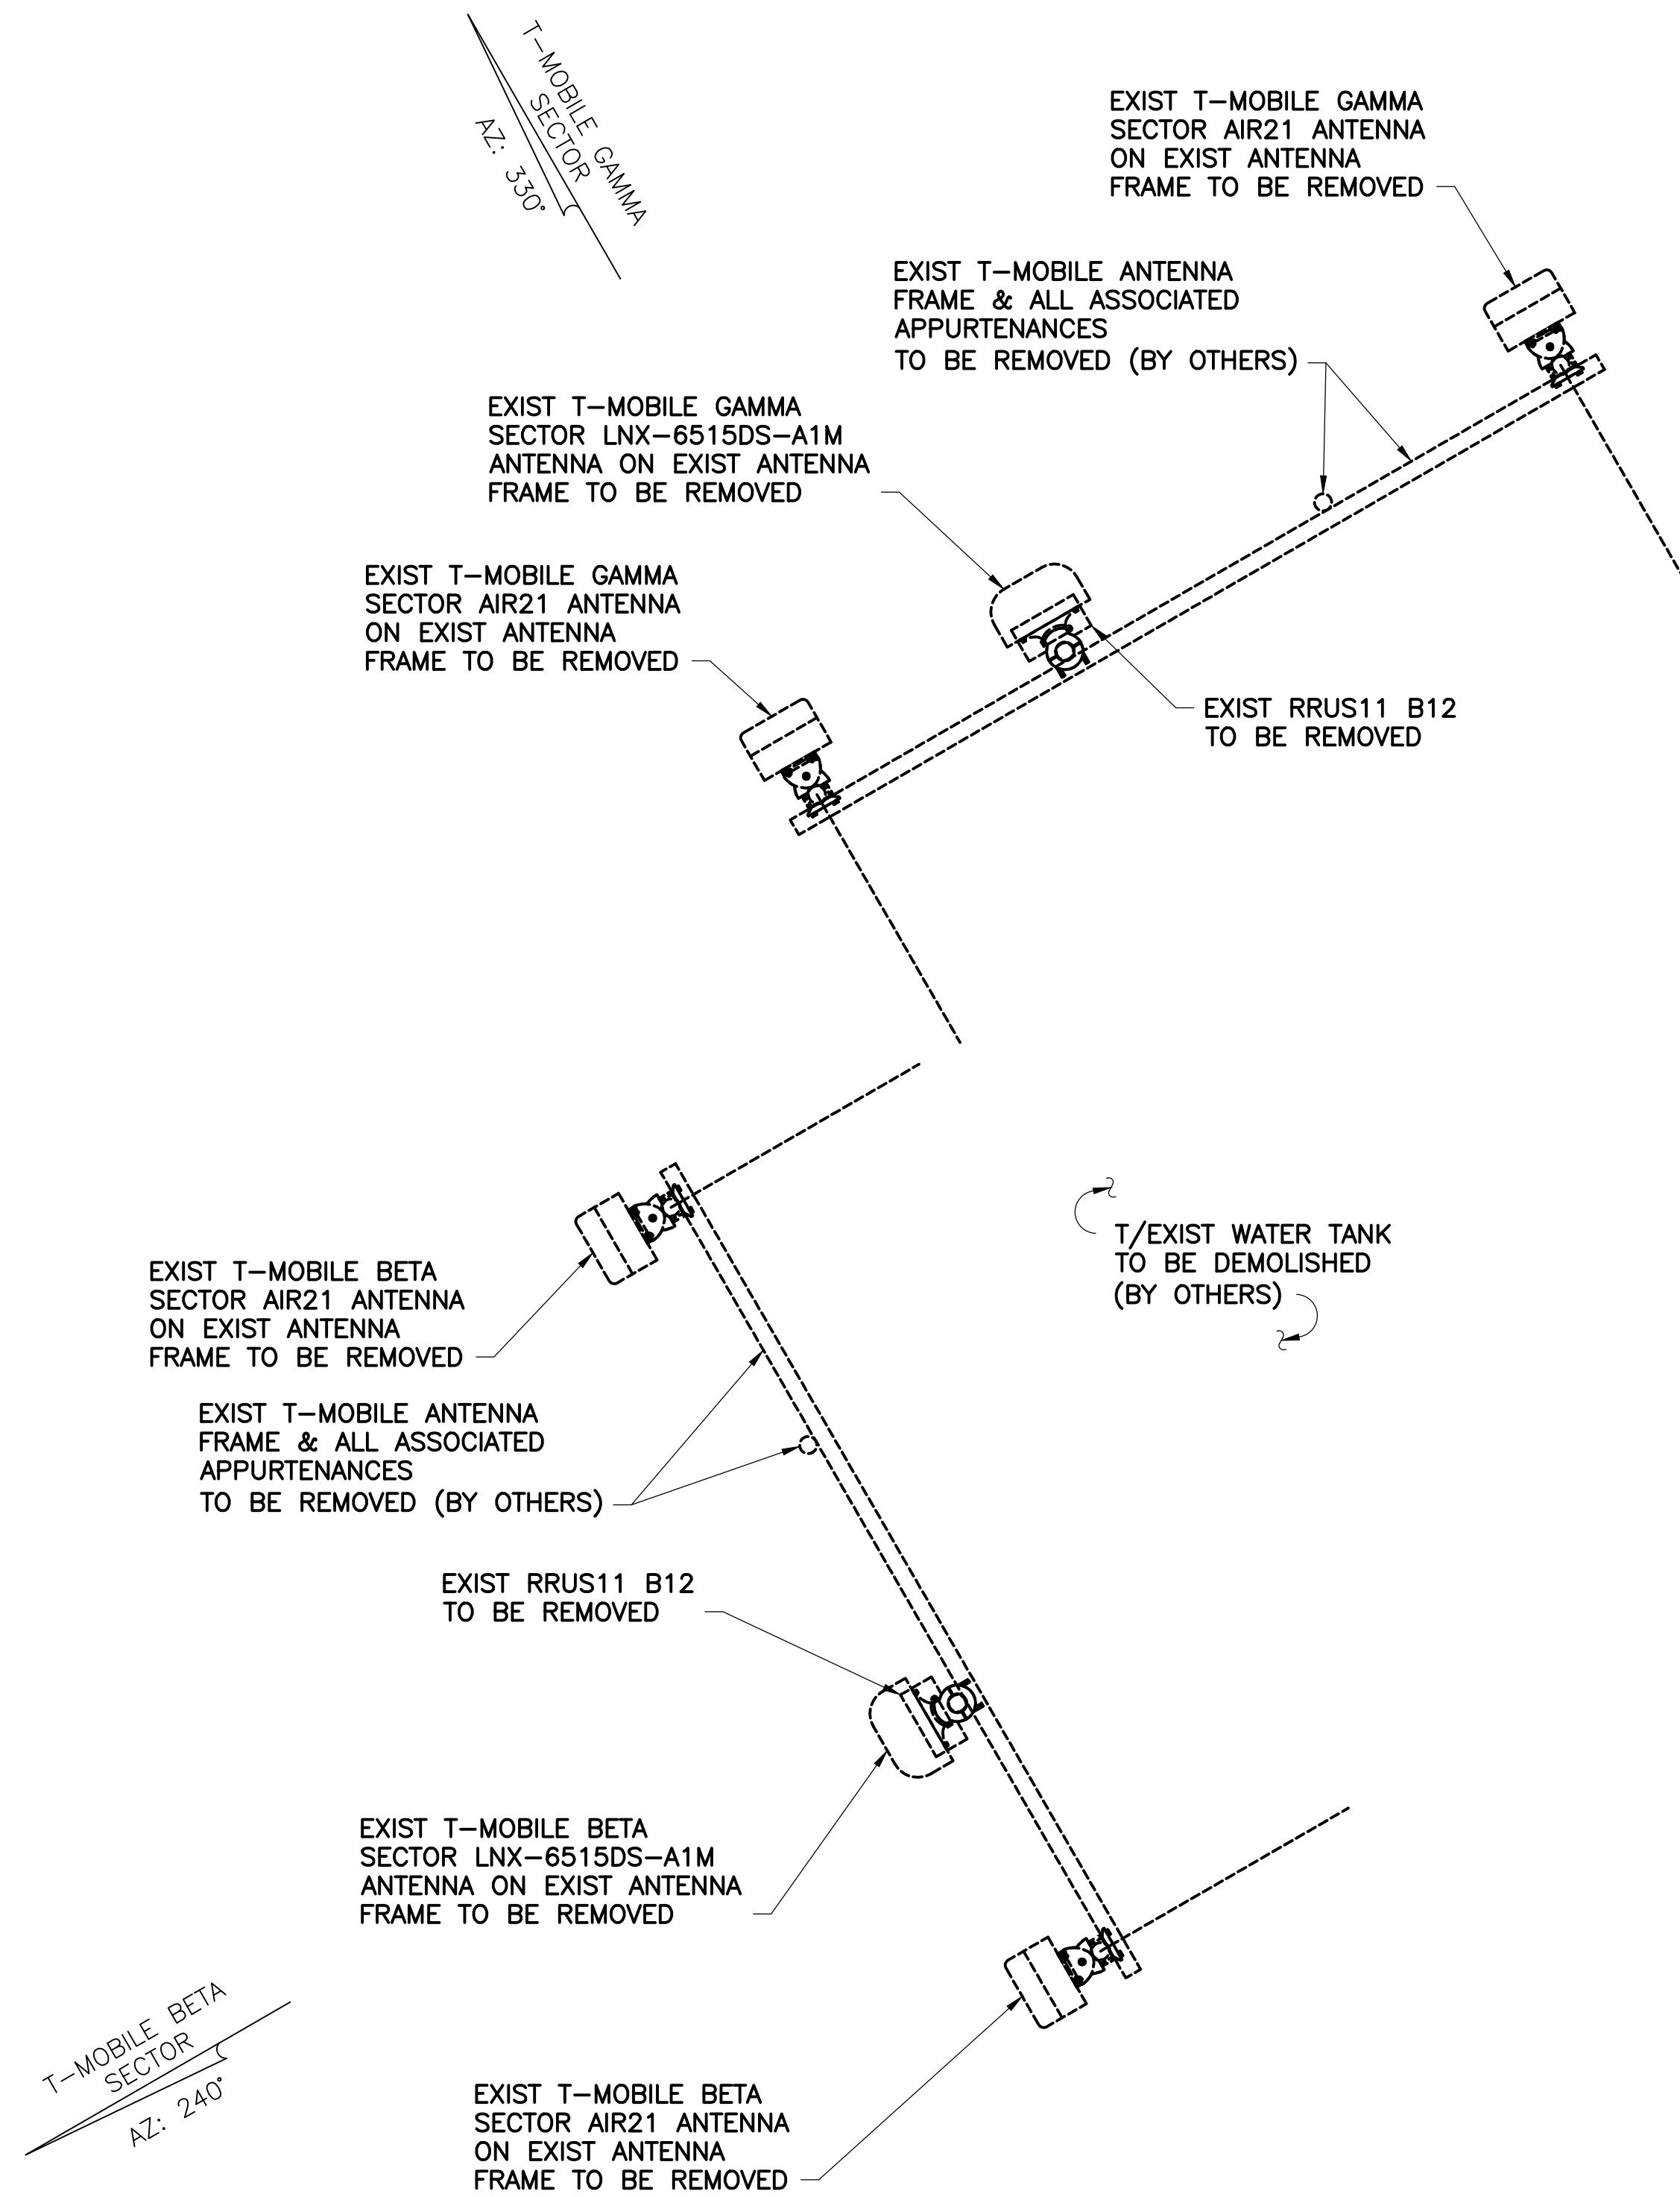 T-MOBILE GAMMA
SECTOR
AZ: 330°
EXIST T-MOBILE GAMMA
SECTOR AIR21 ANTENNA
ON EXIST ANTENNA
FRAME TO BE REMOVED
EXIST T-MOBILE ANTENNA
FRAME & ALL ASSOCIATED
APPURTENANCES
TO BE REMOVED (BY OTHERS)
EXIST T-MOBILE GAMMA
SECTOR LNX-6515DS-A1M
ANTENNA ON EXIST ANTENNA
FRAME TO BE REMOVED
EXIST T-MOBILE GAMMA
SECTOR AIR21 ANTENNA
ON EXIST ANTENNA
FRAME TO BE REMOVED
EXIST RRUS11 B12
TO BE REMOVED
T/EXIST WATER TANK
TO BE DEMOLISHED
(BY OTHERS)
EXIST T-MOBILE BETA
SECTOR AIR21 ANTENNA
ON EXIST ANTENNA
FRAME TO BE REMOVED
EXIST T-MOBILE ANTENNA
FRAME & ALL ASSOCIATED
APPURTENANCES
TO BE REMOVED (BY OTHERS)
EXIST RRUS11 B12
TO BE REMOVED
EXIST T-MOBILE BETA
SECTOR LNX-6515DS-A1M
ANTENNA ON EXIST ANTENNA
FRAME TO BE REMOVED
T-MOBILE BETA
SECTOR
AZ: 240°
EXIST T-MOBILE BETA
SECTOR AIR21 ANTENNA
ON EXIST ANTENNA
FRAME TO BE REMOVED